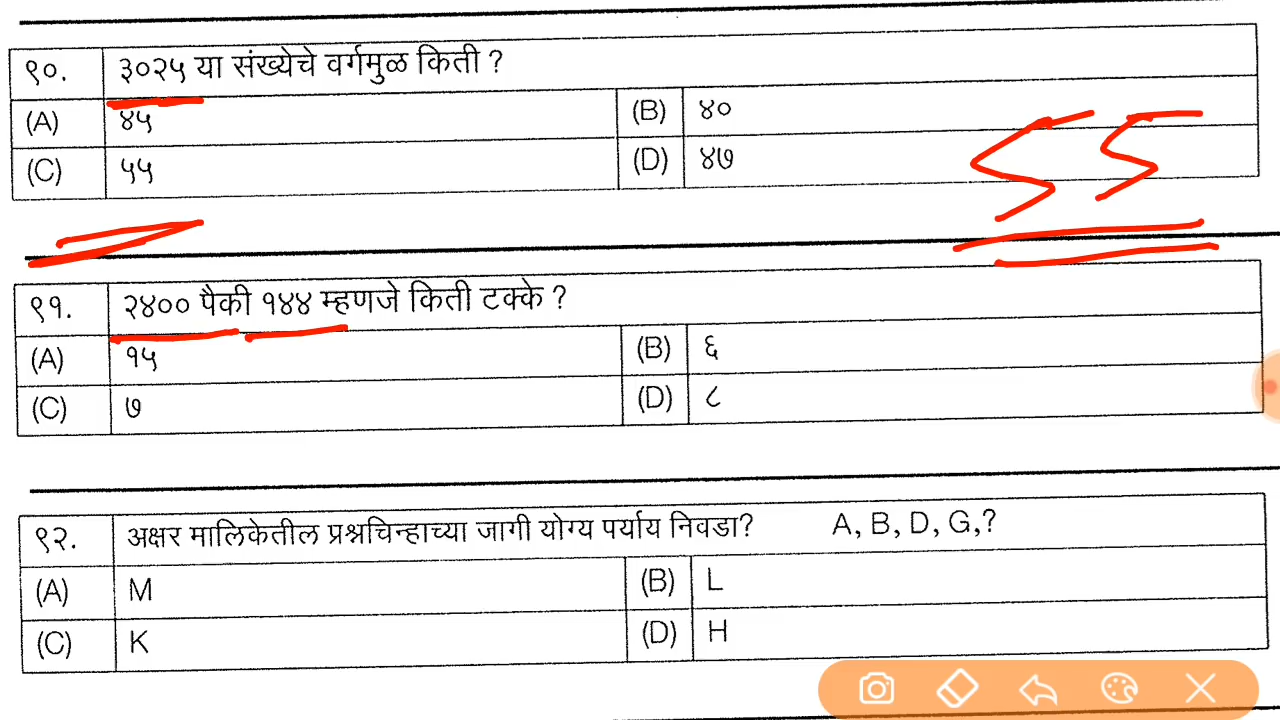 ९०. ३०२५ या संख्येचे वर्गमुळ किती ?
(A) ४५ (B) ४०
(C) ५५ (D) ४७
55
९१. २४०० पैकी १४४ म्हणजे किती टक्के ?
(A) १५ (B) ६
(C) ७ (D) ८
९२. अक्षर मालिकेतील प्रश्नचिन्हाच्या जागी योग्य पर्याय निवडा? A, B, D, G,?
(A) M (B) L
(C) K (D) H